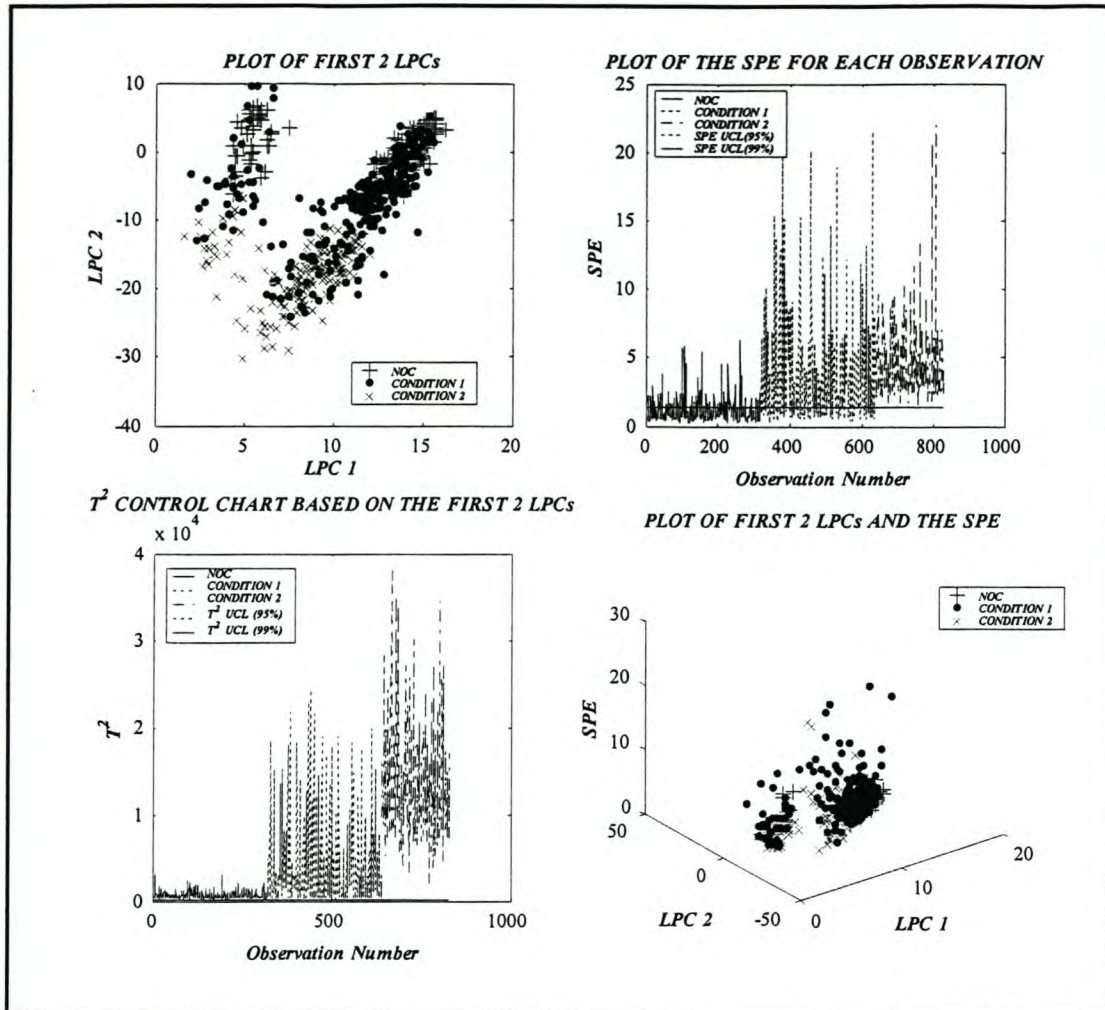 PLOT OF FIRST 2 LPCs
10
0
-10
-20
-30
-40
0 5 10 15 20
LPC 2
LPC 1
NOC
CONDITION 1
CONDITION 2
PLOT OF THE SPE FOR EACH OBSERVATION
25
20
15
10
5
0
0 200 400 600 800 1000
SPE
Observation Number
NOC
CONDITION 1
CONDITION 2
SPE UCL(95%)
SPE UCL(99%)
T² CONTROL CHART BASED ON THE FIRST 2 LPCs
x 10⁴
4
3
2
1
0
0 500 1000
T²
Observation Number
NOC
CONDITION 1
CONDITION 2
T² UCL (95%)
T² UCL (99%)
PLOT OF FIRST 2 LPCs AND THE SPE
NOC
CONDITION 1
CONDITION 2
30
20
10
0
SPE
50
0
-50
LPC 2
0
10
20
LPC 1